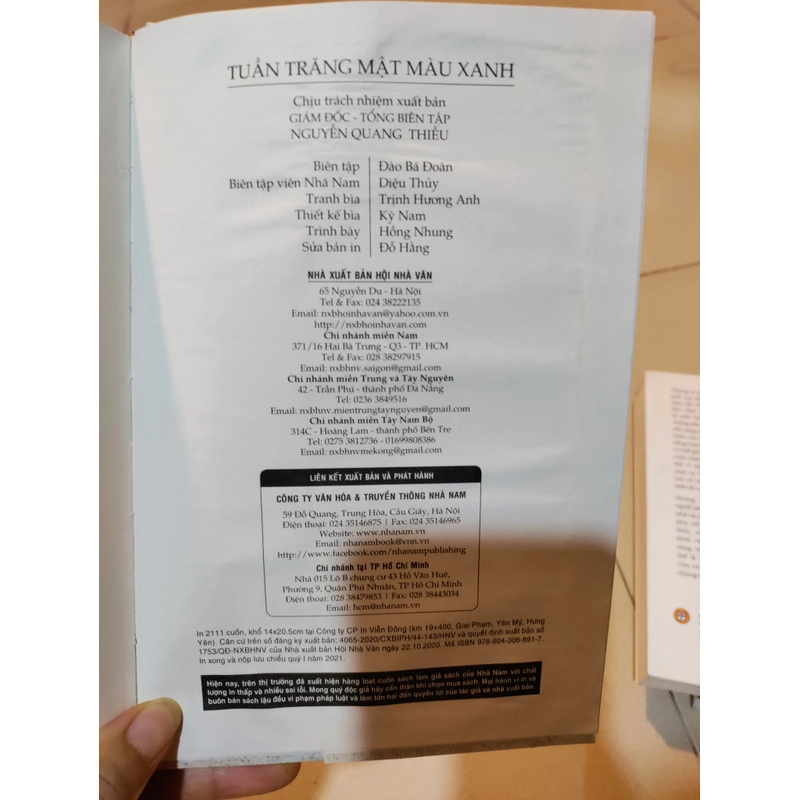 TUẦN TRĂNG MẬT MÀU XANH
Chịu trách nhiệm xuất bản
GIÁM ĐỐC - TỔNG BIÊN TẬP
NGUYỄN QUANG THIỀU
Biên tập Đào Bá Đoàn
Biên tập viên Nhã Nam Diệu Thủy
Tranh bìa Trịnh Hương Anh
Thiết kế bìa Kỳ Nam
Trình bày Hồng Nhung
Sửa bản in Đỗ Hằng
NHÀ XUẤT BẢN HỘI NHÀ VĂN
65 Nguyễn Du - Hà Nội
Tel & Fax: 024 38222135
Email: nxbhoinhavan@yahoo.com.vn
http://nxbhoinhavan.com
Chi nhánh miền Nam
371/16 Hai Bà Trưng - Q3 - TP. HCM
Tel & Fax: 028 38297915
Email: nxbhnv.saigon@gmail.com
Chi nhánh miền Trung và Tây Nguyên
42 - Trần Phú - thành phố Đà Nẵng
Tel: 0236 3849516
Email: nxbhnv.mientrungtaynguyen@gmail.com
Chi nhánh miền Tây Nam Bộ
314C - Hoàng Lam - thành phố Bến Tre
Tel: 0275 3812736 - 01699808386
Email: nxbhnvmekong@gmail.com
LIÊN KẾT XUẤT BẢN VÀ PHÁT HÀNH
CÔNG TY VĂN HÓA & TRUYỀN THÔNG NHÃ NAM
59 Đỗ Quang, Trung Hòa, Cầu Giấy, Hà Nội
Điện thoại: 024 35146875 | Fax: 024 35146965
Website: www.nhanam.vn
Email: nhanambook@vnn.vn
http://www.facebook.com/nhanampublishing
Chi nhánh tại TP Hồ Chí Minh
Nhà 015 Lô B chung cư 43 Hồ Văn Huê,
Phường 9, Quận Phú Nhuận, TP Hồ Chí Minh
Điện thoại: 028 38479853 | Fax: 028 38443034
Email: hcm@nhanam.vn
In 2111 cuốn, khổ 14x20.5cm tại Công ty CP In Viễn Đông (km 19+400, Giai Phạm, Yên Mỹ, Hưng
Yên). Căn cứ trên số đăng ký xuất bản: 4065-2020/CXBIPH/44-143/HNV và quyết định xuất bản số
1753/QĐ-NXBHNV của Nhà xuất bản Hội Nhà Văn ngày 22.10.2020. Mã ISBN 978-604-306-891-7.
In xong và nộp lưu chiểu quý I năm 2021.
Hiện nay, trên thị trường đã xuất hiện hàng loạt cuốn sách làm giả sách của Nhã Nam với chất
lượng in thấp và nhiều sai lỗi. Mong quý độc giả hãy cẩn thận khi chọn mua sách. Mọi hành vi in và
buôn bán sách lậu đều vi phạm pháp luật và làm tổn hại đến quyền lợi của tác giả và nhà xuất bản.